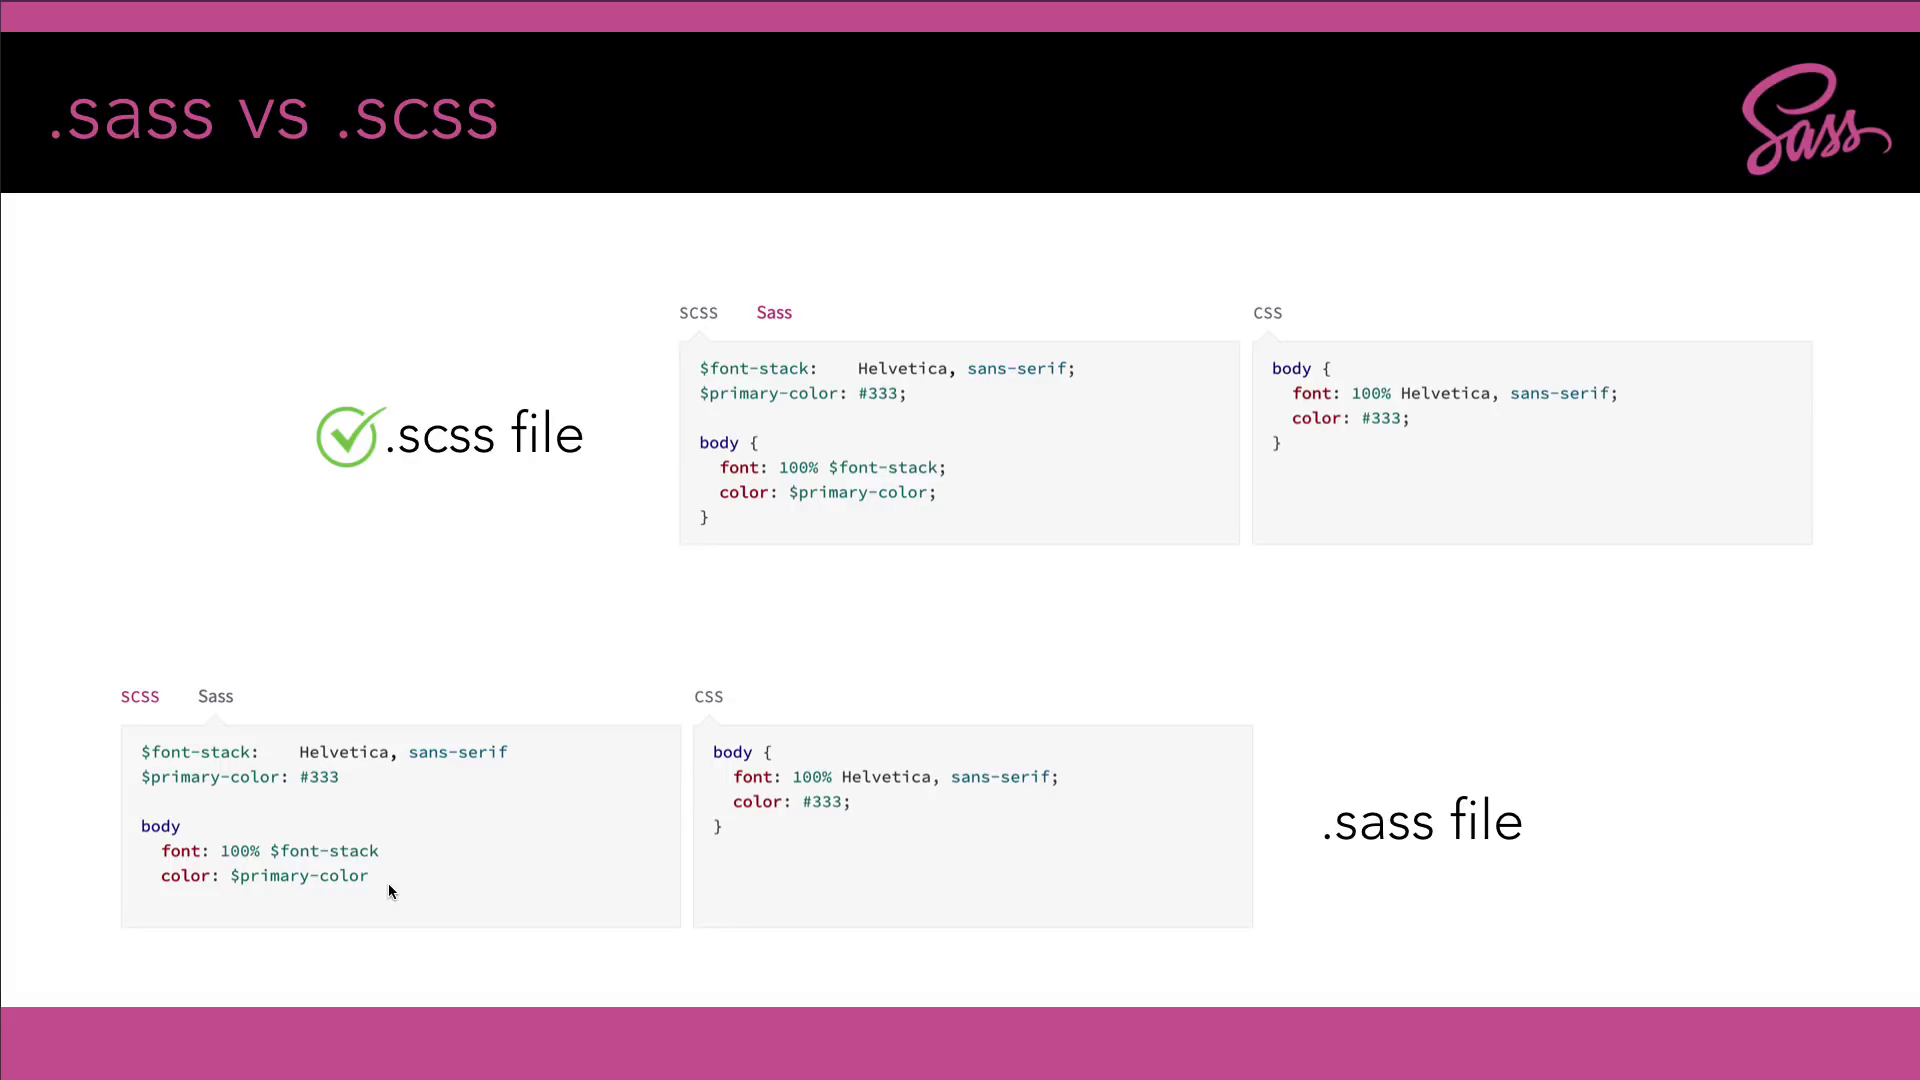 .sass vs .scss
Sass
SCSS Sass
$font-stack:    Helvetica, sans-serif;
$primary-color: #333;
body {
  font: 100% $font-stack;
  color: $primary-color;
}
CSS
body {
  font: 100% Helvetica, sans-serif;
  color: #333;
}
.scss file
SCSS Sass
$font-stack:    Helvetica, sans-serif
$primary-color: #333
body
  font: 100% $font-stack
  color: $primary-color
CSS
body {
  font: 100% Helvetica, sans-serif;
  color: #333;
}
.sass file